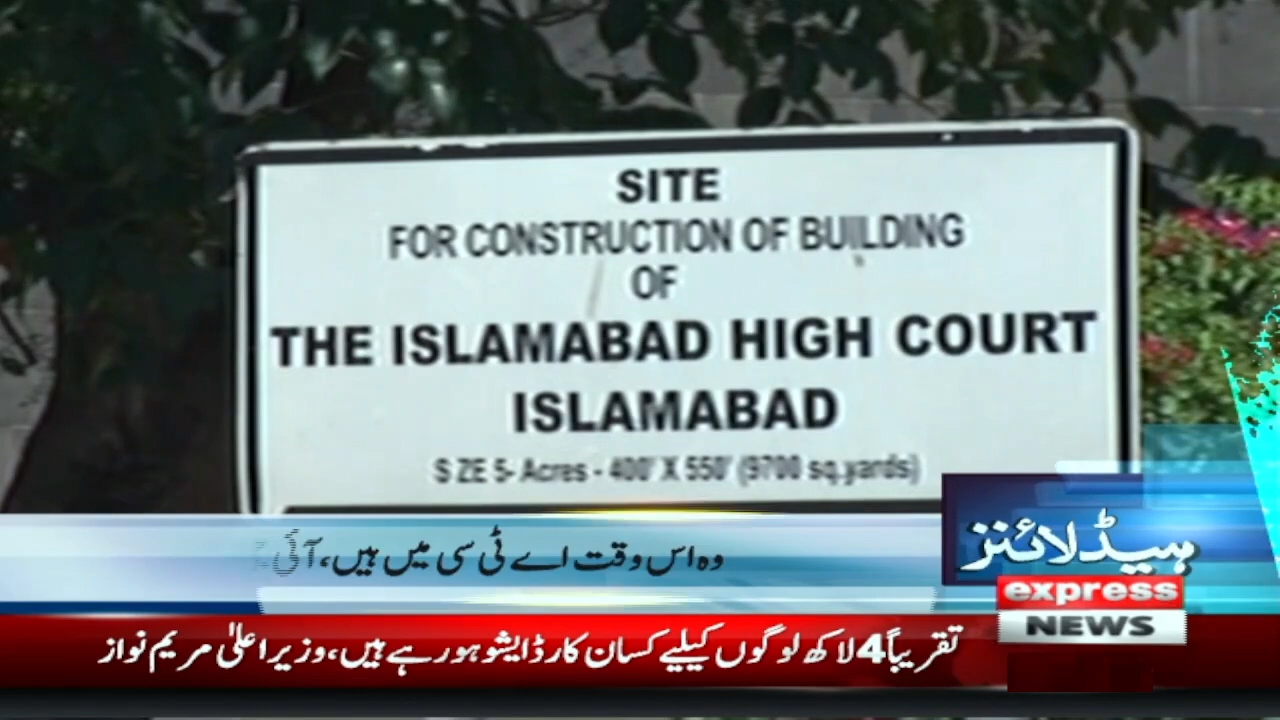 SITE
FOR CONSTRUCTION OF BUILDING
OF
THE ISLAMABAD HIGH COURT
ISLAMABAD
S ZE 5- Acres - 400' X 550' (9700 sq.yards)
ہیڈلائنز
وہ اس وقت اے ٹی سی میں ہیں، آئی
express
NEWS
تقریباً 4 لاکھ لوگوں کیلیے کسان کارڈ ایشو ہو رہے ہیں، وزیراعلیٰ مریم نواز